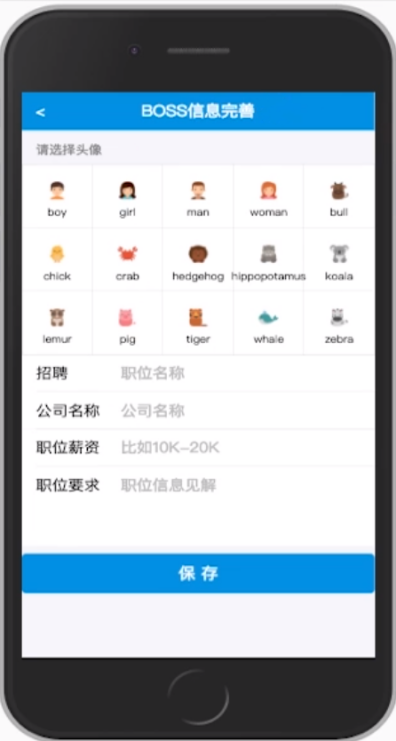 < BOSS信息完善
请选择头像
boy girl man woman bull
chick crab hedgehog hippopotamus koala
lemur pig tiger whale zebra
招聘 职位名称
公司名称 公司名称
职位薪资 比如10K-20K
职位要求 职位信息见解
保存